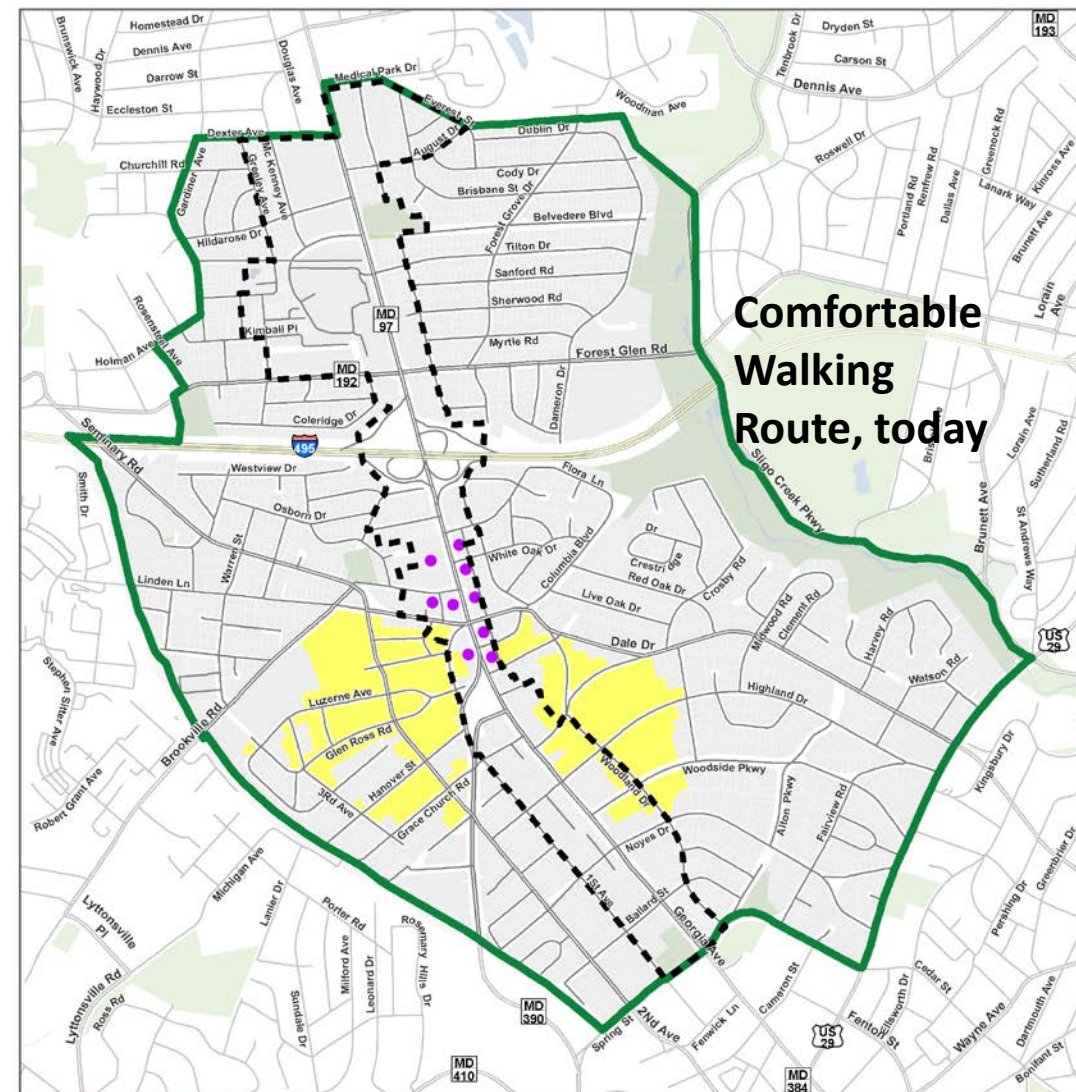 Homestead Dr
Dennis Ave
Darrow St
Eccleston St
Brunswick Ave
Haywood Dr
Douglas Ave
Medical Park Dr
Everest St
August Dr
Dublin Dr
Woodman Ave
Tenbrook Dr
Dryden St
Carson St
Dennis Ave
MD
193
Dexter Ave
Churchill Rd
Gardiner Ave
Mc Kenney Ave
Greeley Ave
Cody Dr
Brisbane St
Forest Grove Dr
Belvedere Blvd
Roswell Dr
Portland Rd
Renfrew Rd
Dallas Ave
Greenock Rd
Lanark Way
Kinross Ave
Brunett Ave
Lorain
Ave
Hildarose Dr
Tilton Dr
Sanford Rd
Sherwood Rd
Myrtle Rd
MD
97
Rosensteel Ave
Holman Ave
Kimball Pl
MD
192
Forest Glen Rd
Coleridge Dr
Dameron Dr
Comfortable
Walking
Route, today
495
Seminary Rd
Westview Dr
Smith Dr
Osborn Dr
Warren St
Linden Ln
Flora Ln
White Oak Dr
Columbia Blvd
Dr
Crestri dge
Red Oak Dr
Live Oak Dr
Crosby Rd
Sligo Creek Pkwy
Lorain Ave
Sutherland Rd
Brunett Ave
St Andrews Way
Midwood Rd
Clement Rd
Harvey Rd
Watson Rd
US
29
Dale Dr
Highland Dr
Stephen Sitter Ave
Brookville Rd
Luzerne Ave
Glen Ross Rd
Hanover St
3Rd Ave
Grace Church Rd
Woodland Dr
Woodside Pkwy
Alton Pkwy
Fairview Rd
Kingsbury Dr
Robert Grant Ave
Noyes Dr
1St Ave
Ballard St
Georgia Ave
Michigan Ave
Lanier Dr
Porter Rd
Milford Ave
Leonard Dr
Rosemary Hills Dr
Lyttonsville
Pl
Lyttonsville Rd
Ross Rd
Sundale Dr
MD
390
MD
410
Spring St
2Nd Ave
Fenwick Ln
Cameron St
MD
384
US
29
Fenton St
Ellsworth Dr
Cedar St
Wayne Ave
Pershing Dr
Greenbrier Dr
Dartmouth Ave
Bonifant St